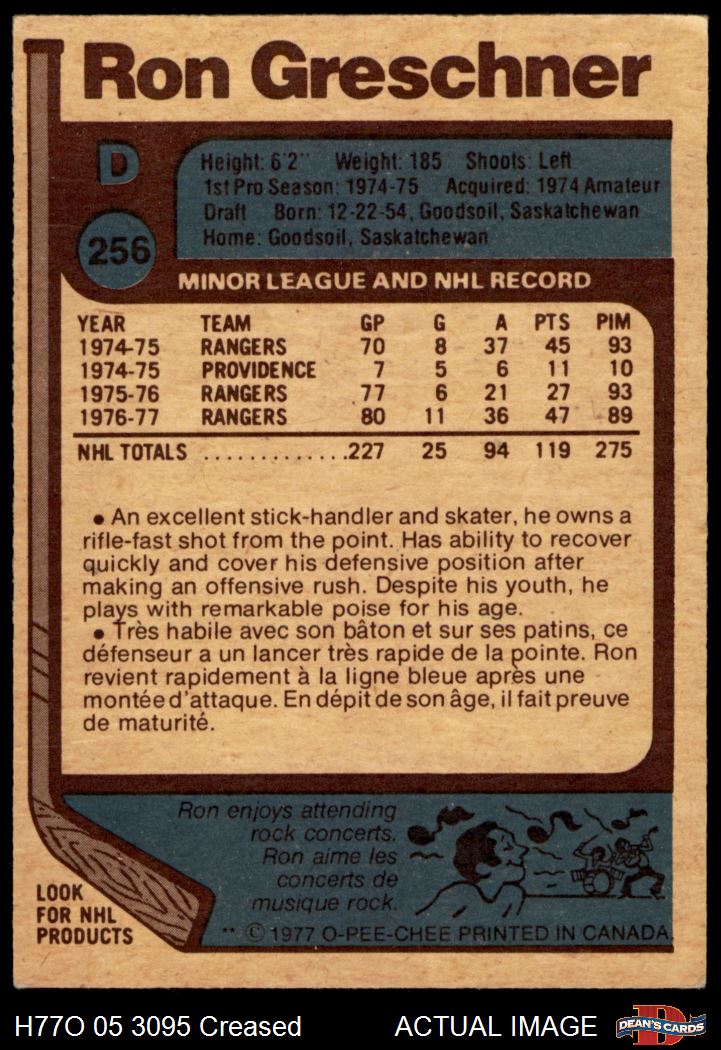 Ron Greschner
D
Height: 6'2" Weight: 185 Shoots: Left
1st Pro Season: 1974-75 Acquired: 1974 Amateur
Draft Born: 12-22-54, Goodsoil, Saskatchewan
Home: Goodsoil, Saskatchewan
256
MINOR LEAGUE AND NHL RECORD
YEAR TEAM GP G A PTS PIM
1974-75 RANGERS 70 8 37 45 93
1974-75 PROVIDENCE 7 5 6 11 10
1975-76 RANGERS 77 6 21 27 93
1976-77 RANGERS 80 11 36 47 89
NHL TOTALS .............227 25 94 119 275
• An excellent stick-handler and skater, he owns a
rifle-fast shot from the point. Has ability to recover
quickly and cover his defensive position after
making an offensive rush. Despite his youth, he
plays with remarkable poise for his age.
• Très habile avec son bâton et sur ses patins, ce
défenseur a un lancer très rapide de la pointe. Ron
revient rapidement à la ligne bleue après une
montée d'attaque. En dépit de son âge, il fait preuve
de maturité.
Ron enjoys attending
rock concerts.
Ron aime les
concerts de
musique rock.
LOOK
FOR NHL
PRODUCTS
** © 1977 O-PEE-CHEE PRINTED IN CANADA.
H77O 05 3095 Creased ACTUAL IMAGE
D
DEAN'S CARDS